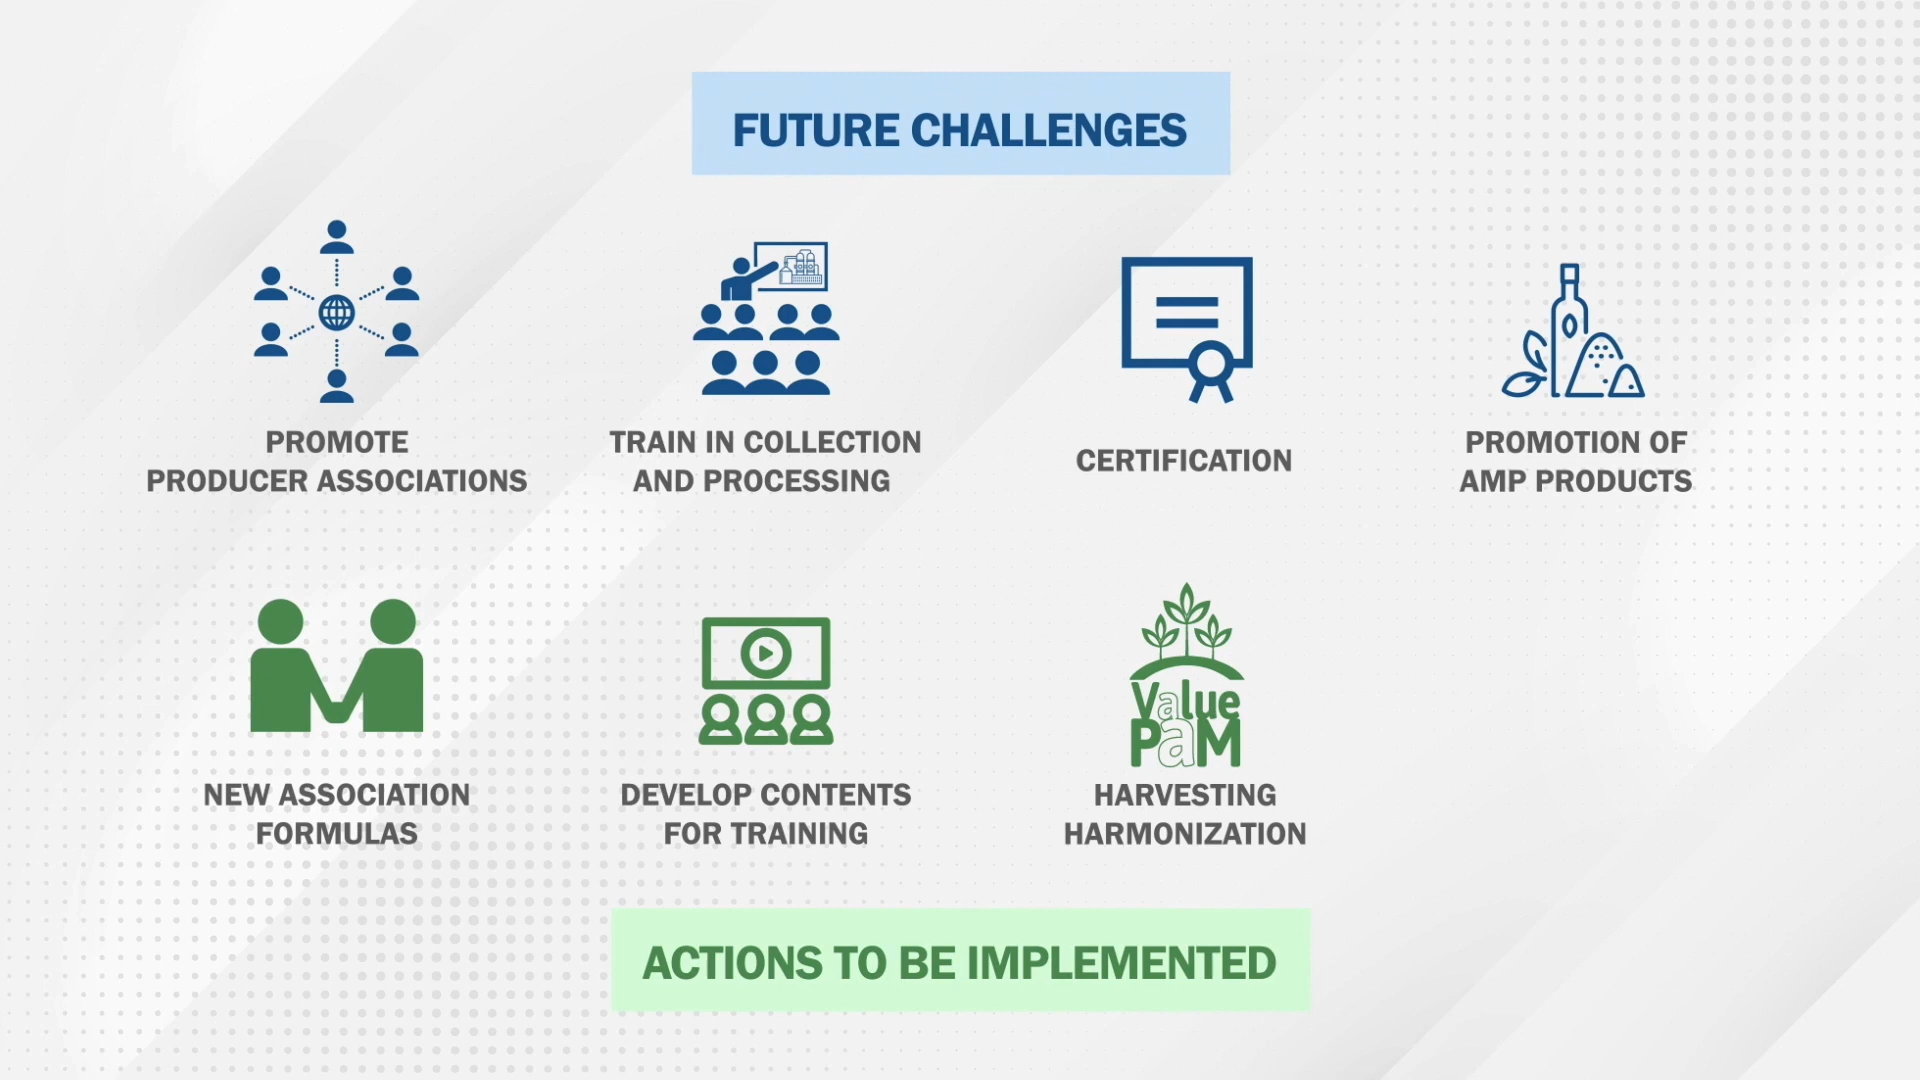 FUTURE CHALLENGES
PROMOTE
PRODUCER ASSOCIATIONS
TRAIN IN COLLECTION
AND PROCESSING
CERTIFICATION
PROMOTION OF
AMP PRODUCTS
NEW ASSOCIATION
FORMULAS
DEVELOP CONTENTS
FOR TRAINING
Value
PaM
HARVESTING
HARMONIZATION
ACTIONS TO BE IMPLEMENTED